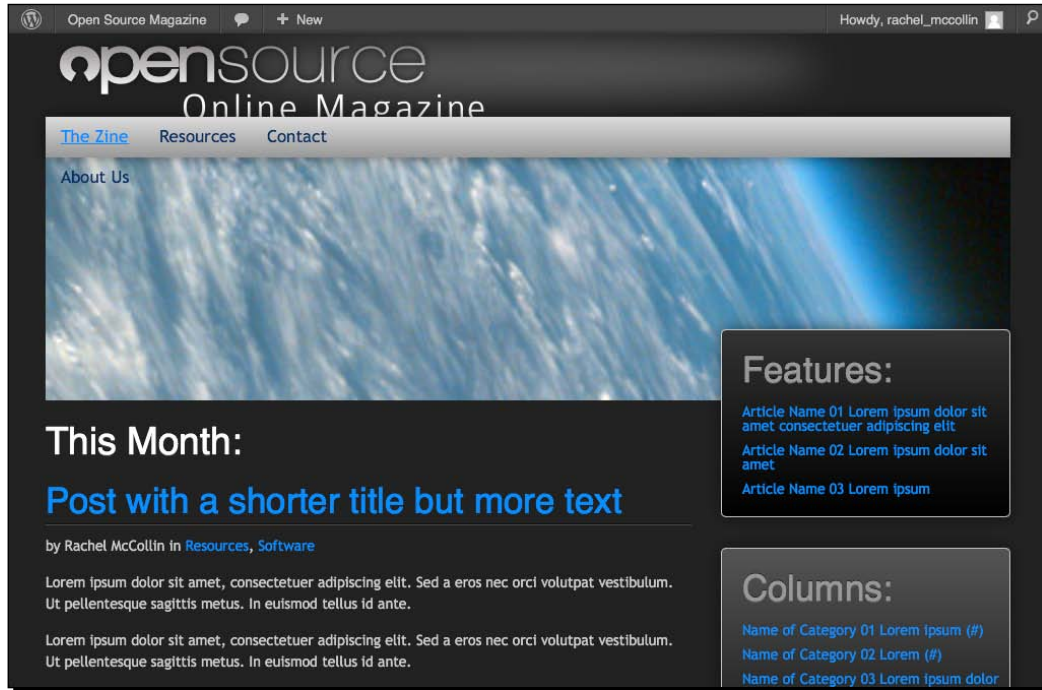 Open Source Magazine + New Howdy, rachel_mccollin
opensource
Online Magazine
The Zine Resources Contact
About Us
This Month:
Post with a shorter title but more text
by Rachel McCollin in Resources, Software
Lorem ipsum dolor sit amet, consectetuer adipiscing elit. Sed a eros nec orci volutpat vestibulum.
Ut pellentesque sagittis metus. In euismod tellus id ante.
Lorem ipsum dolor sit amet, consectetuer adipiscing elit. Sed a eros nec orci volutpat vestibulum.
Ut pellentesque sagittis metus. In euismod tellus id ante.
Features:
Article Name 01 Lorem ipsum dolor sit
amet consectetuer adipiscing elit
Article Name 02 Lorem ipsum dolor sit
amet
Article Name 03 Lorem ipsum
Columns:
Name of Category 01 Lorem ipsum (#)
Name of Category 02 Lorem (#)
Name of Category 03 Lorem ipsum dolor